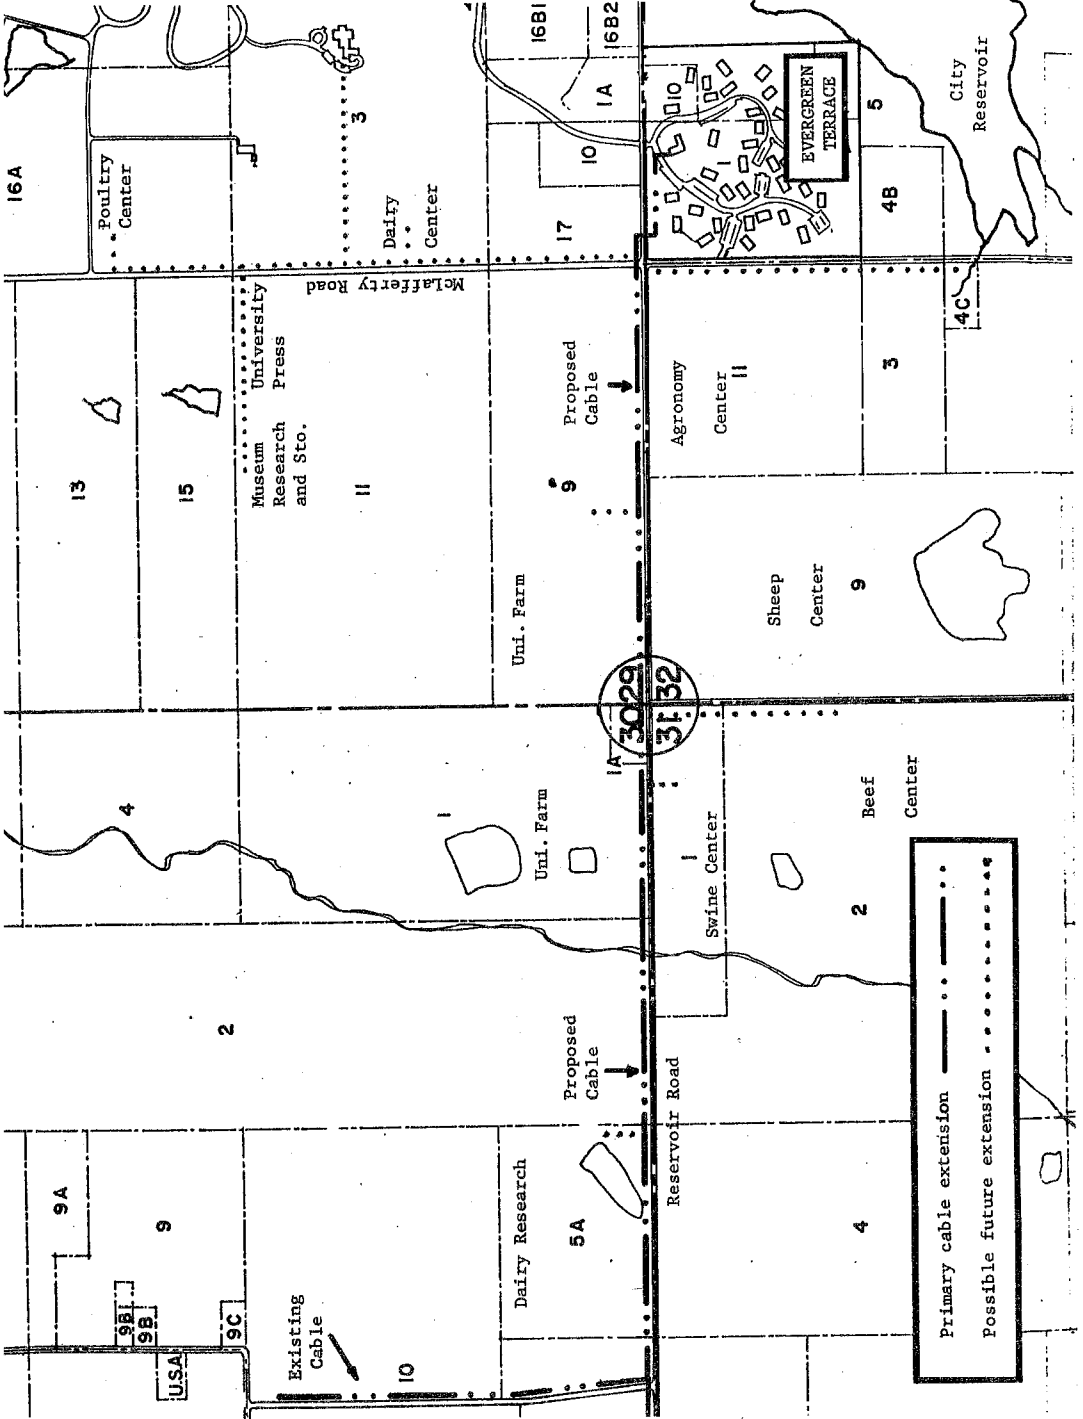 16A
9A
Poultry
Center
13
4
9B1
9B
9
U.S.A
15
2
9C
Museum
Research
and Sto.
University
Press
Existing
Cable
McLafferty Road
3
11
Dairy
Center
10
1
Dairy Research
Uni. Farm
Uni. Farm
16B1
5A
9
17
10
1A
Proposed
Cable
Proposed
Cable
16B2
1A
30 29
31 32
Reservoir Road
Swine Center
1
Agronomy
Center
11
10
1
Sheep
Center
EVERGREEN
TERRACE
4
2
Beef
Center
9
3
4B
5
4C
City
Reservoir
Primary cable extension
Possible future extension